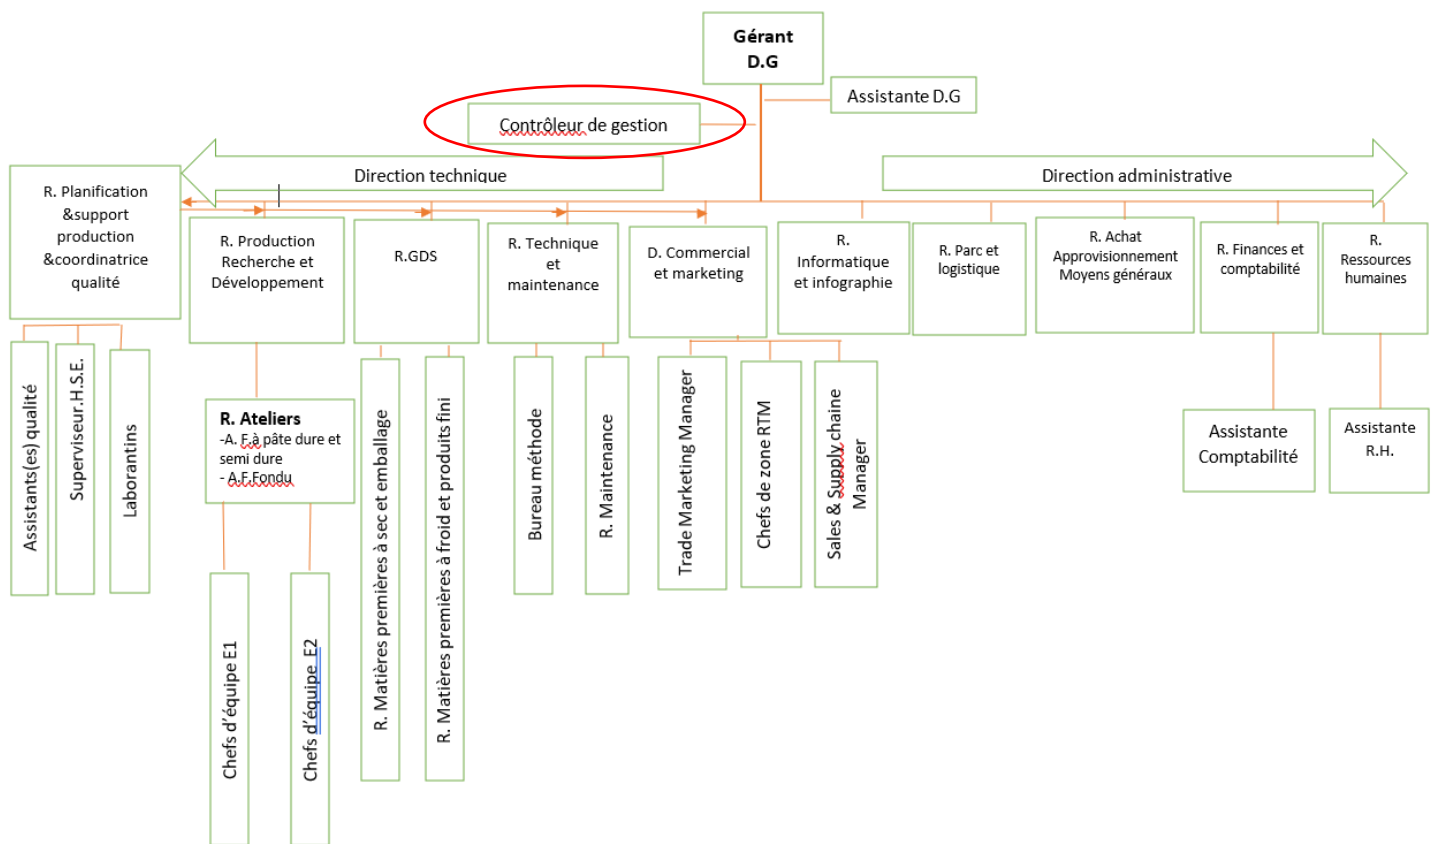 Gérant
D.G
Assistante D.G
Contrôleur de gestion
Direction technique
Direction administrative
R. Planification
&support
production
&coordinatrice
qualité
R. Production
Recherche et
Développement
R.GDS
R. Technique
et
maintenance
D. Commercial
et marketing
R.
Informatique
et infographie
R. Parc et
logistique
R. Achat
Approvisionnement
Moyens généraux
R. Finances et
comptabilité
R.
Ressources
humaines
Assistants(es) qualité
Superviseur.H.S.E.
Laborantins
R. Ateliers
-A. F.à pâte dure et
semi dure
- A.F.Fondu
Chefs d’équipe E1
Chefs d’équipe E2
R. Matières premières à sec et emballage
R. Matières premières à froid et produits fini
Bureau méthode
R. Maintenance
Trade Marketing Manager
Chefs de zone RTM
Sales & Supply chaine
Manager
Assistante
Comptabilité
Assistante
R.H.